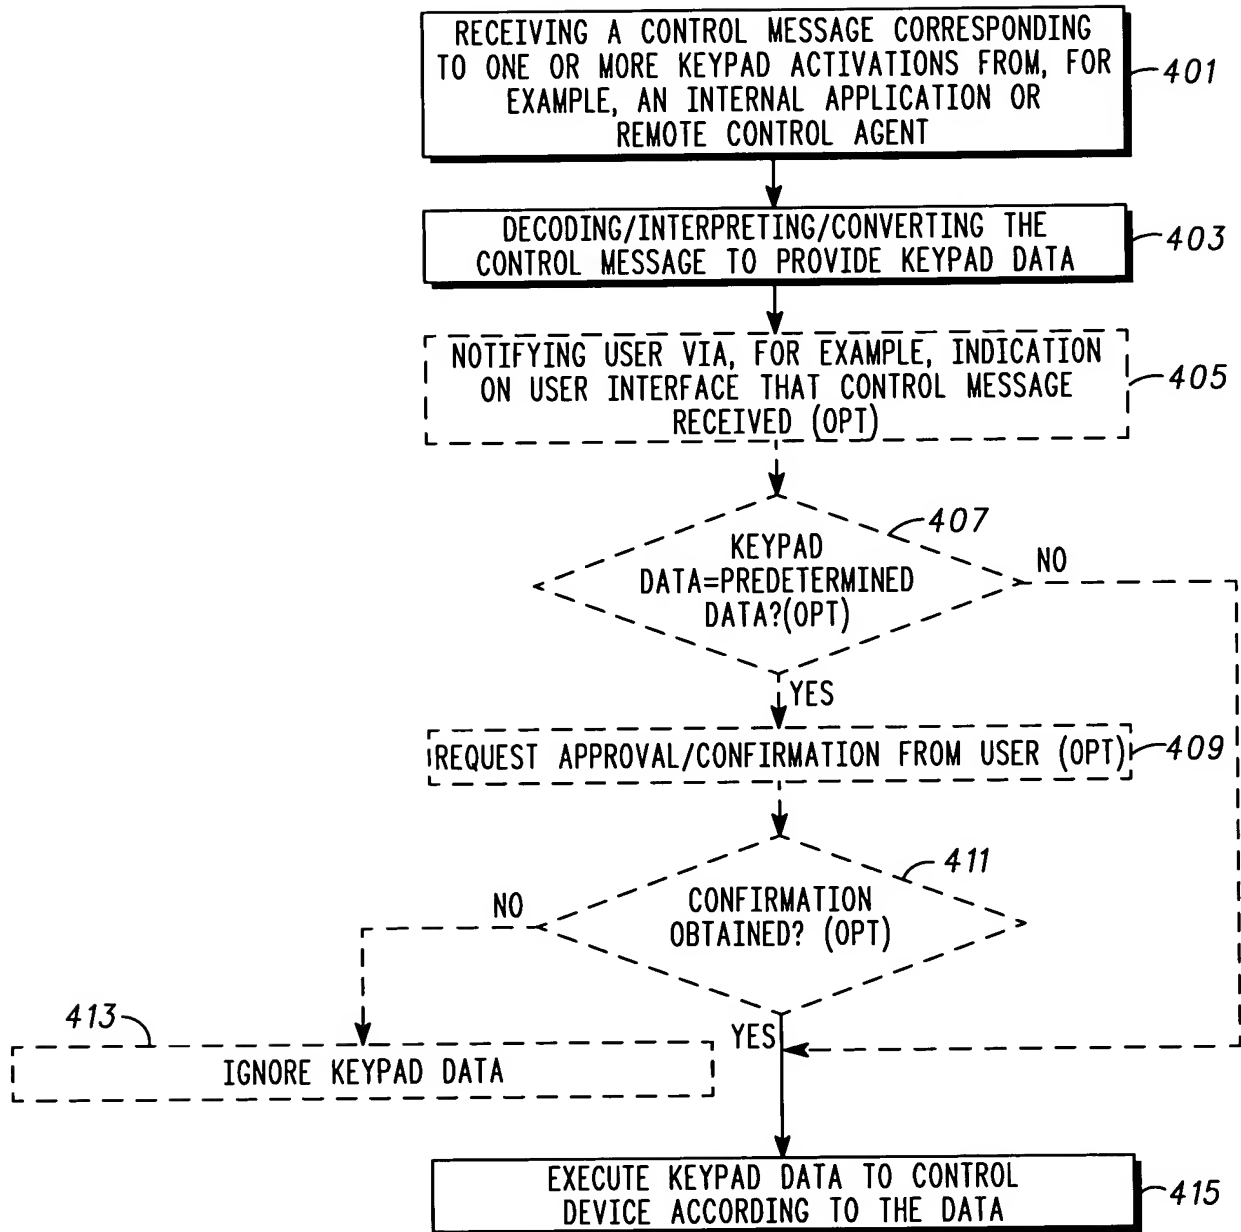 RECEIVING A CONTROL MESSAGE CORRESPONDING
TO ONE OR MORE KEYPAD ACTIVATIONS FROM, FOR
EXAMPLE, AN INTERNAL APPLICATION OR
REMOTE CONTROL AGENT
401
DECODING/INTERPRETING/CONVERTING THE
CONTROL MESSAGE TO PROVIDE KEYPAD DATA
403
NOTIFYING USER VIA, FOR EXAMPLE, INDICATION
ON USER INTERFACE THAT CONTROL MESSAGE
RECEIVED (OPT)
405
407
KEYPAD
DATA=PREDETERMINED
DATA?(OPT)
NO
YES
REQUEST APPROVAL/CONFIRMATION FROM USER (OPT)
409
411
CONFIRMATION
OBTAINED? (OPT)
NO
YES
413
IGNORE KEYPAD DATA
EXECUTE KEYPAD DATA TO CONTROL
DEVICE ACCORDING TO THE DATA
415